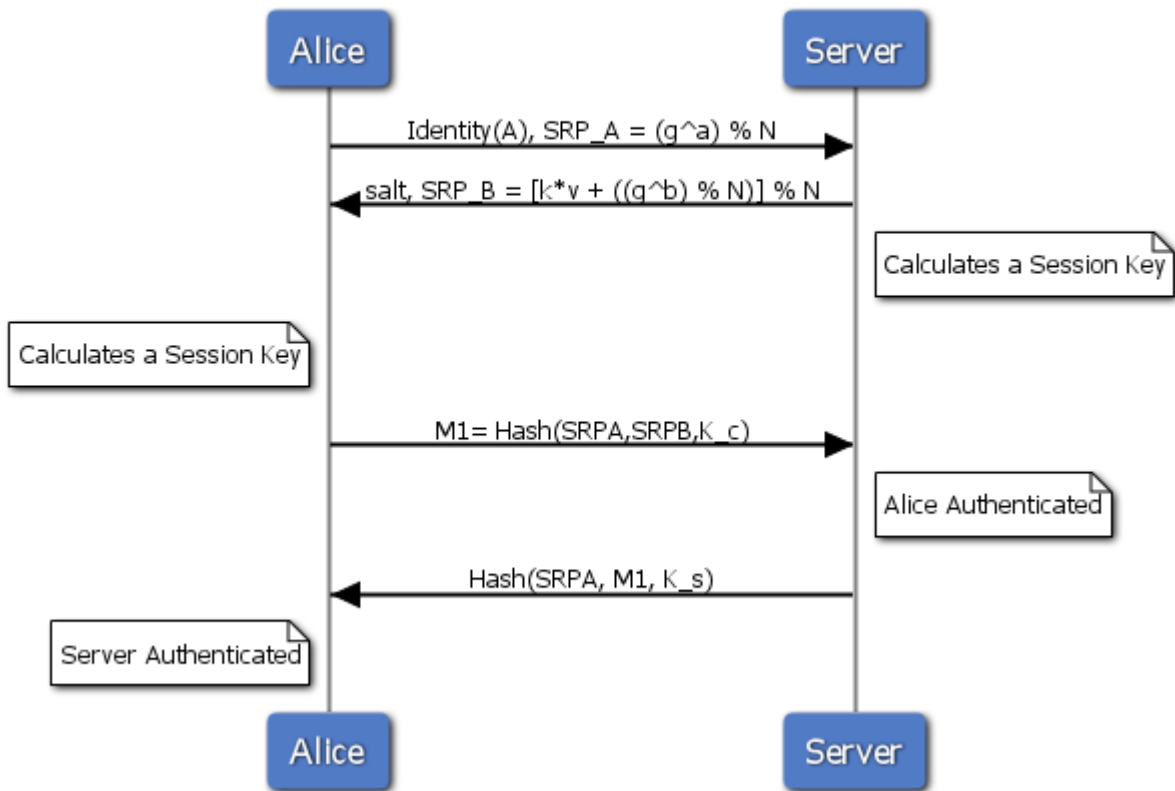 Alice Server
Identity(A), SRP_A = (g^a) % N
salt, SRP_B = [k*v + ((g^b) % N)] % N
Calculates a Session Key
Calculates a Session Key
M1= Hash(SRPA,SRPB,K_c)
Alice Authenticated
Hash(SRPA, M1, K_s)
Server Authenticated
Alice Server